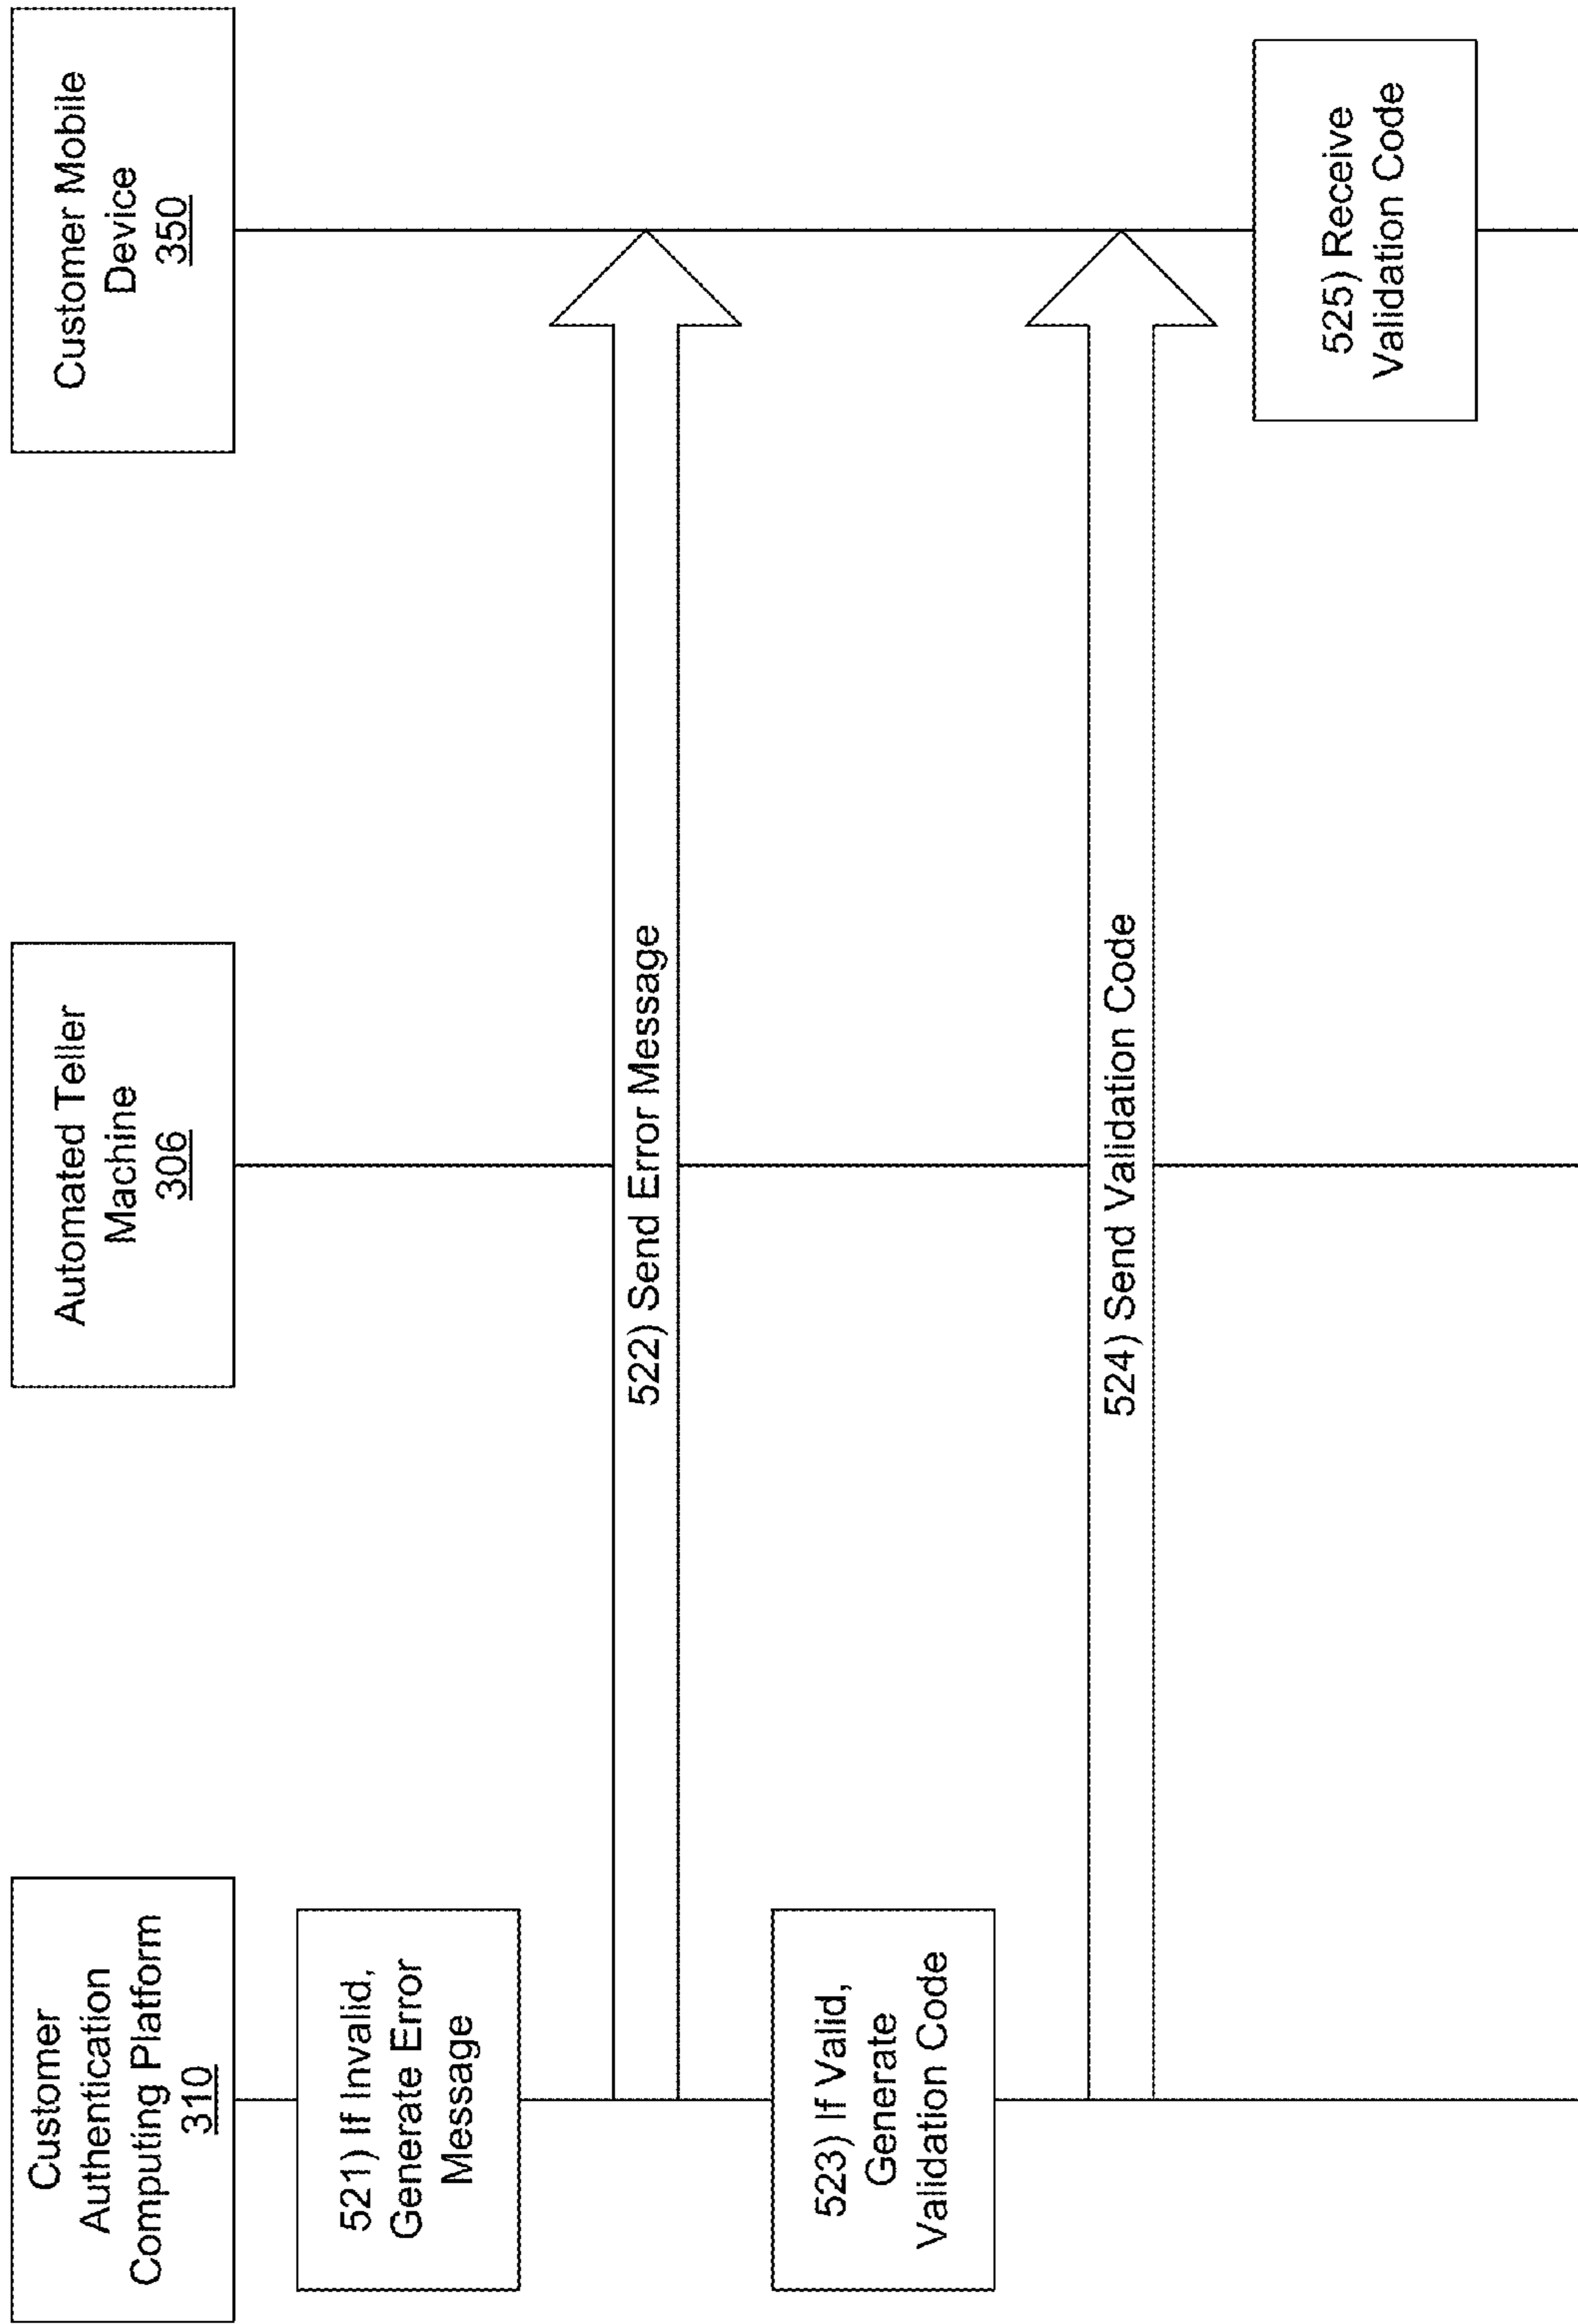 Customer
Authentication
Computing Platform
310
Automated Teller
Machine
306
Customer Mobile
Device
350
521) If Invalid,
Generate Error
Message
522) Send Error Message
523) If Valid,
Generate
Validation Code
524) Send Validation Code
525) Receive
Validation Code